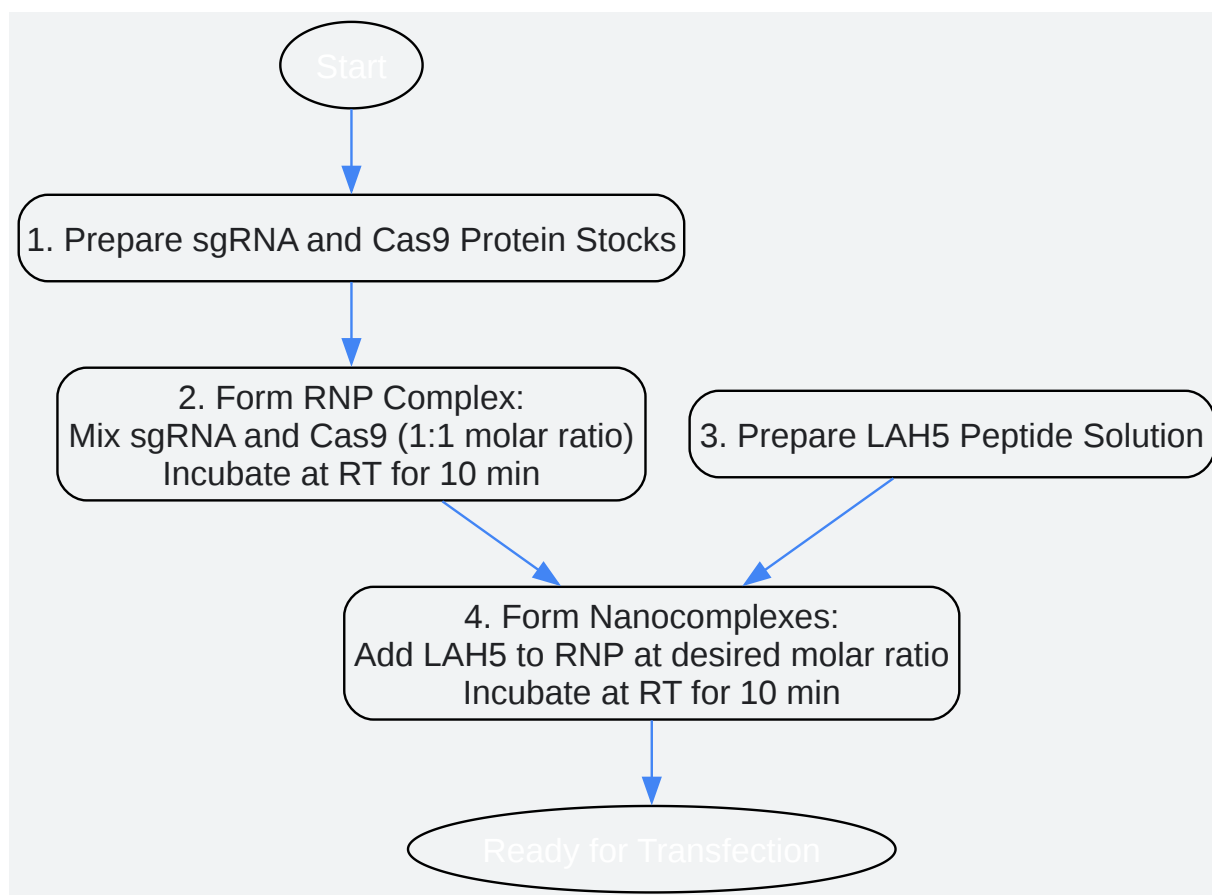 Start
1. Prepare sgRNA and Cas9 Protein Stocks
2. Form RNP Complex:
Mix sgRNA and Cas9 (1:1 molar ratio)
Incubate at RT for 10 min
3. Prepare LAH5 Peptide Solution
4. Form Nanocomplexes:
Add LAH5 to RNP at desired molar ratio
Incubate at RT for 10 min
Ready for Transfection